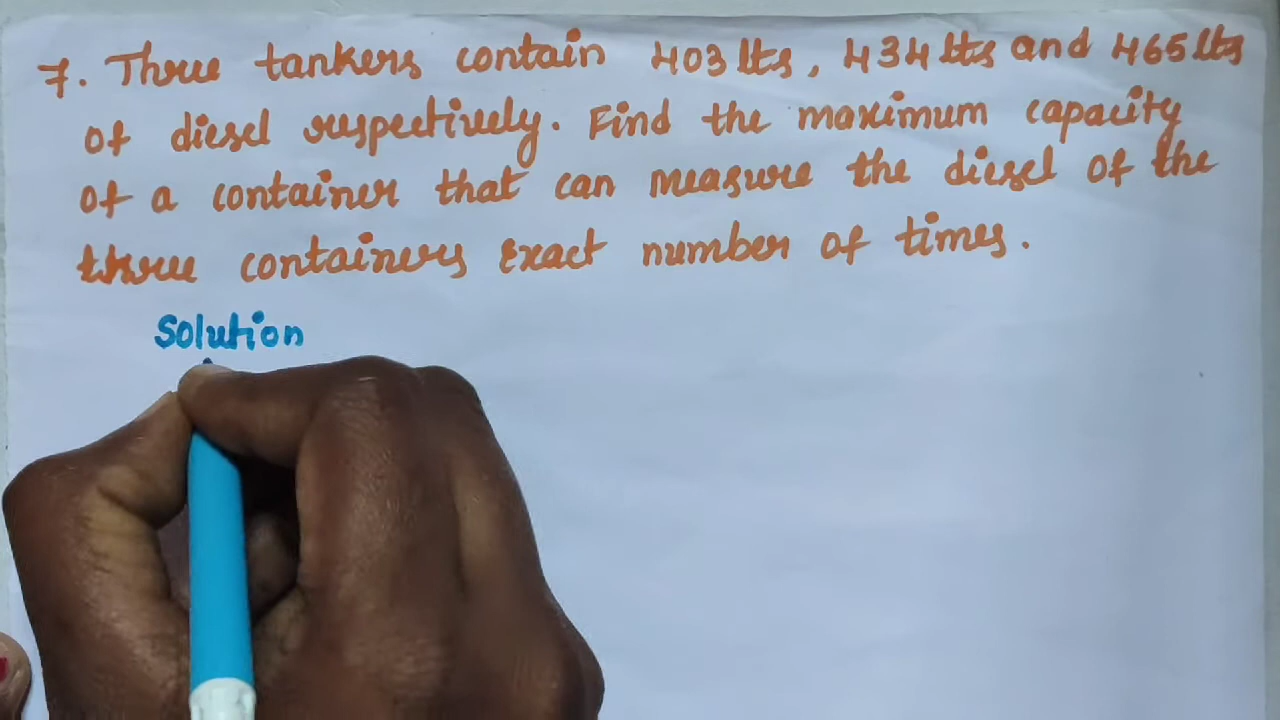 7. Three tankers contain 403 lts, 434 lts and 465 lts
of diesel respectively. Find the maximum capacity
of a container that can measure the diesel of the
three containers exact number of times.
Solution